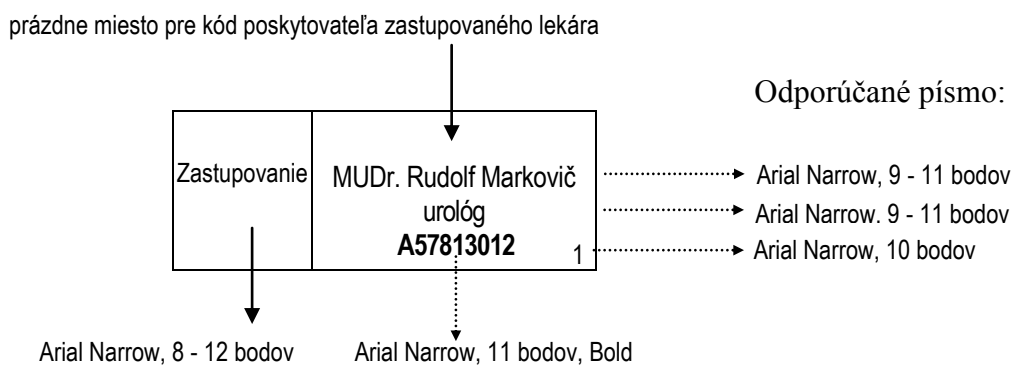 prázdne miesto pre kód poskytovateľa zastupovaného lekára
Odporúčané písmo:
Zastupovanie
MUDr. Rudolf Markovič
urológ
A57813012
1
Arial Narrow, 9 - 11 bodov
Arial Narrow. 9 - 11 bodov
Arial Narrow, 10 bodov
Arial Narrow, 8 - 12 bodov
Arial Narrow, 11 bodov, Bold